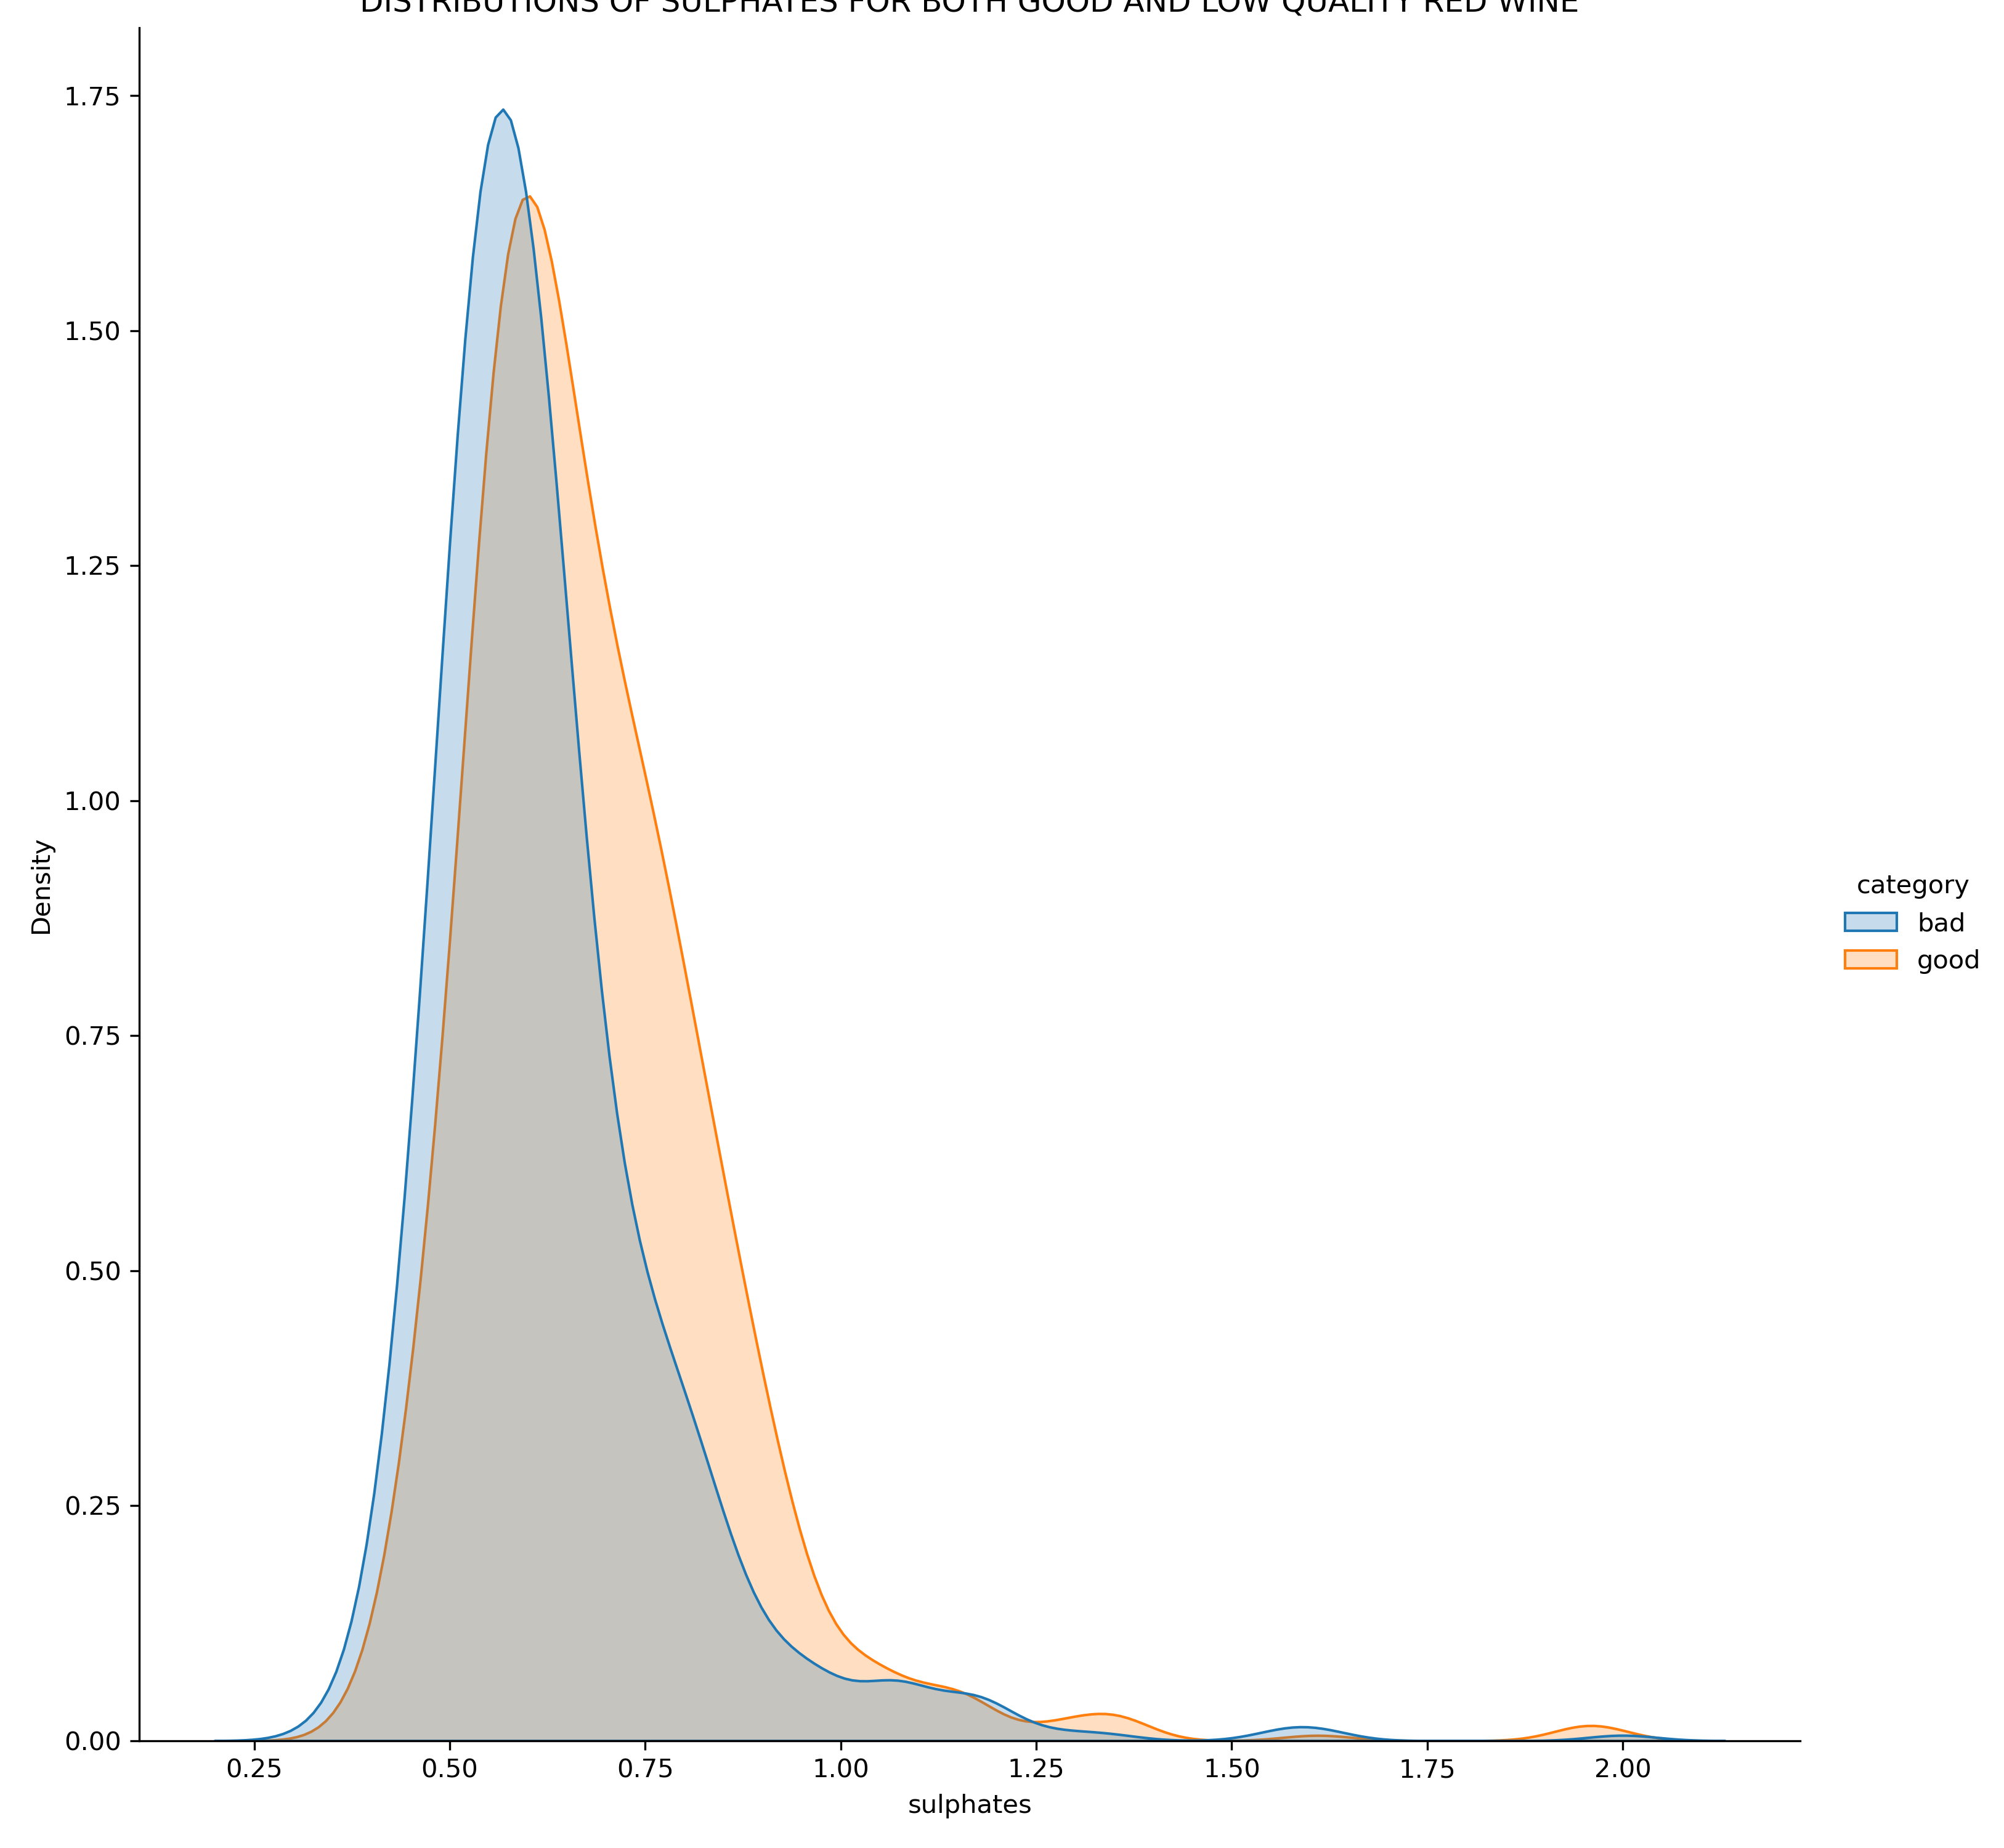 DISTRIBUTIONS OF SULPHATES FOR BOTH GOOD AND LOW QUALITY RED WINE
1.75
1.50
1.25
1.00
0.75
0.50
0.25
0.00
Density
0.25 0.50 0.75 1.00 1.25 1.50 1.75 2.00
sulphates
category
bad
good